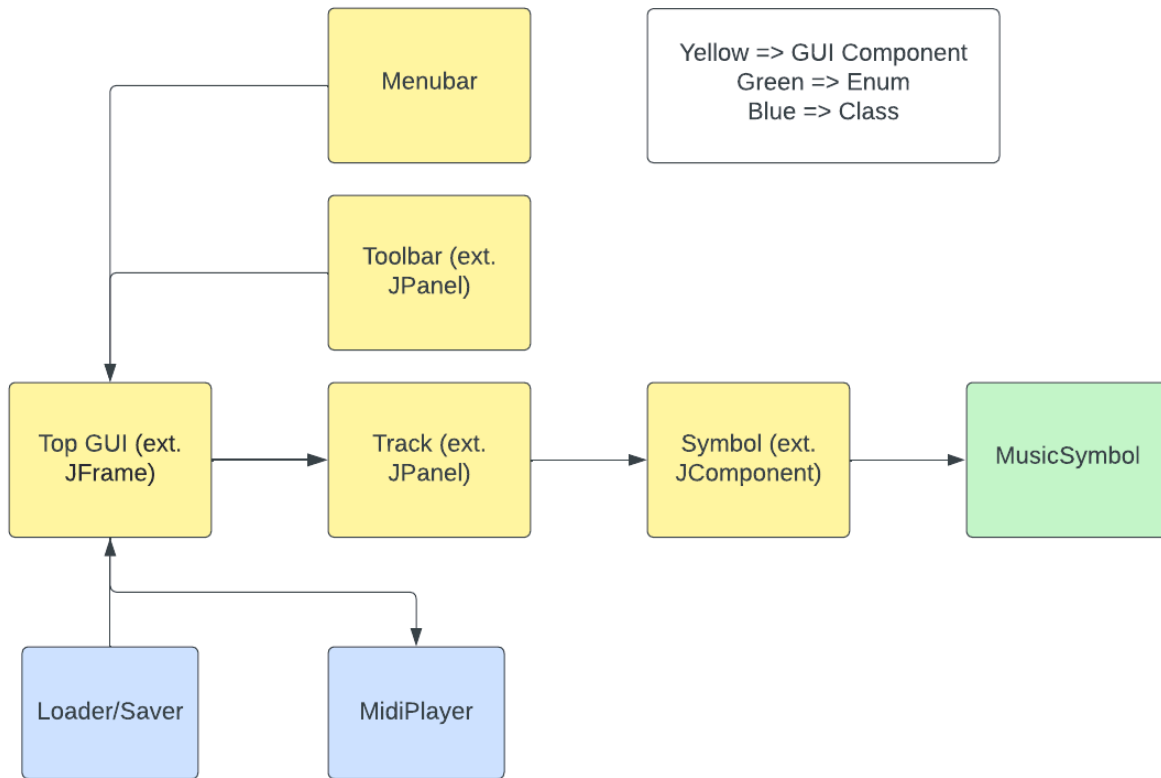 Menubar
Yellow => GUI Component
Green => Enum
Blue => Class
Toolbar (ext.
JPanel)
Top GUI (ext.
JFrame)
Track (ext.
JPanel)
Symbol (ext.
JComponent)
MusicSymbol
Loader/Saver
MidiPlayer